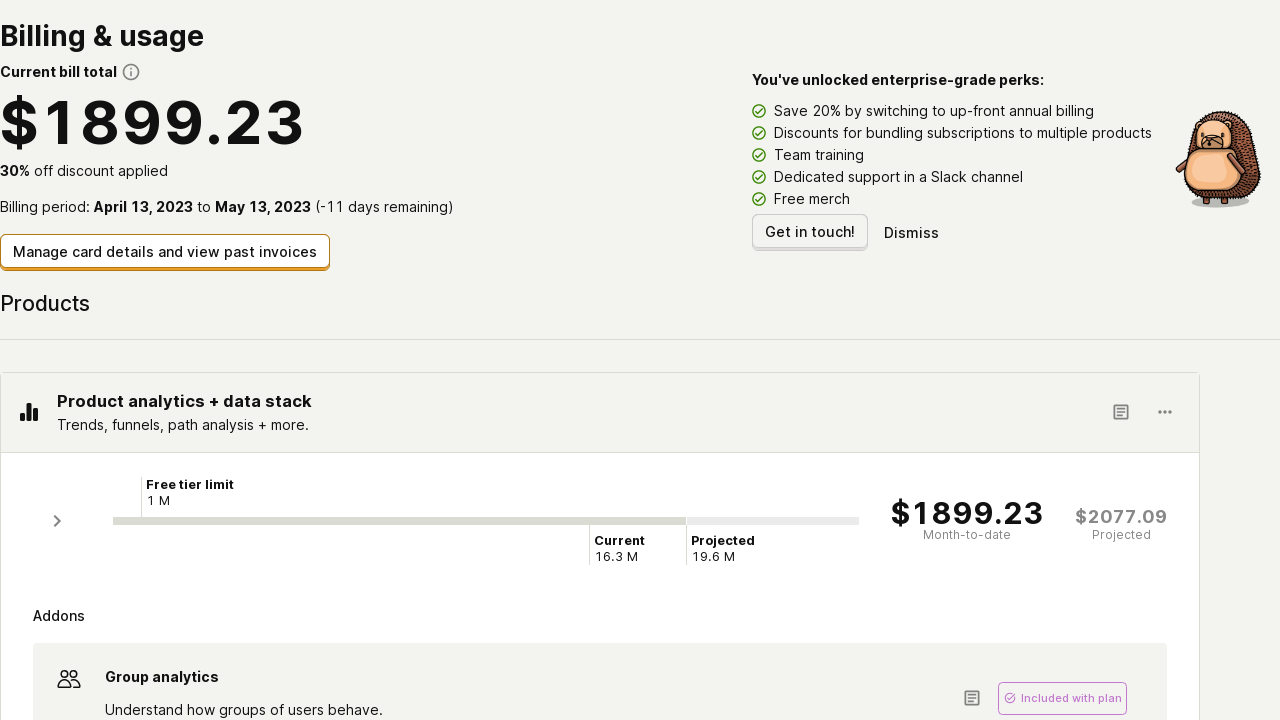 Billing & usage
Current bill total
$1899.23
30% off discount applied
Billing period: April 13, 2023 to May 13, 2023 (-11 days remaining)
Manage card details and view past invoices
You've unlocked enterprise-grade perks:
Save 20% by switching to up-front annual billing
Discounts for bundling subscriptions to multiple products
Team training
Dedicated support in a Slack channel
Free merch
Get in touch!
Dismiss
Products
Product analytics + data stack
Trends, funnels, path analysis + more.
Free tier limit
1 M
Current
16.3 M
Projected
19.6 M
$1899.23
Month-to-date
$2077.09
Projected
Addons
Group analytics
Understand how groups of users behave.
Included with plan